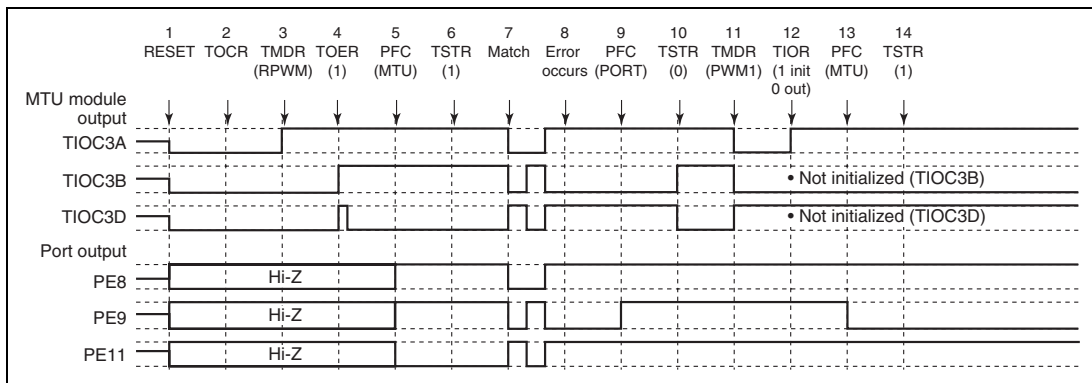 1 2 3 4 5 6 7 8 9 10 11 12 13 14
RESET TOCR TMDR TOER PFC TSTR Match Error PFC TSTR TMDR TIOR PFC TSTR
(RPWM) (1) (MTU) (1) occurs (PORT) (0) (PWM1) (1 init (MTU) (1)
0 out)
MTU module
output
TIOC3A
TIOC3B
• Not initialized (TIOC3B)
TIOC3D
• Not initialized (TIOC3D)
Port output
PE8
Hi-Z
PE9
Hi-Z
PE11
Hi-Z